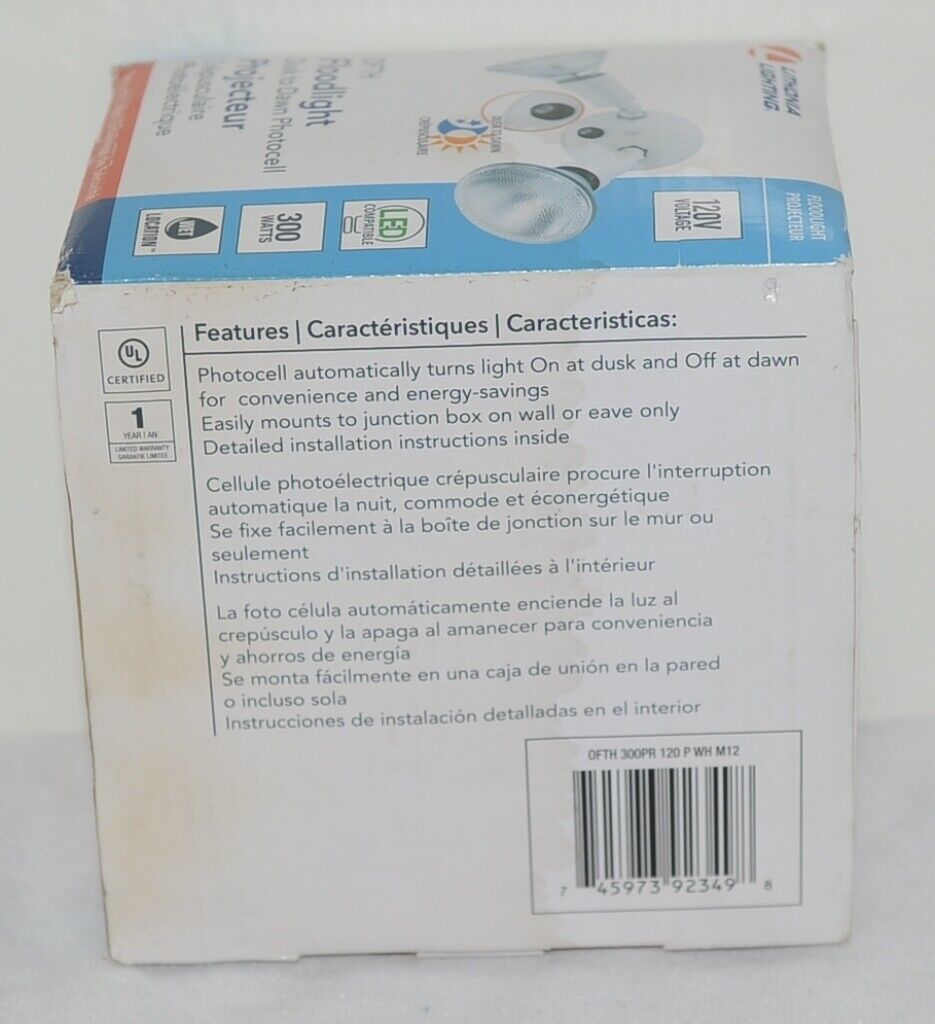 LITHONIA
LIGHTING
FLOODLIGHT
PROJECTEUR
OFTH
Floodlight
Dusk to Dawn Photocell
Projecteur
Photoélectrique
DUSK TO DAWN
CRÉPUSCULAIRE
120V
VOLTAGE
LED
COMPATIBLE
300
WATTS
WET
LOCATION
UL
CERTIFIED
1
YEAR | AN
LIMITED WARRANTY
GARANTIE LIMITÉE
Features | Caractéristiques | Caracteristicas:
Photocell automatically turns light On at dusk and Off at dawn
for convenience and energy-savings
Easily mounts to junction box on wall or eave only
Detailed installation instructions inside
Cellule photoélectrique crépusculaire procure l'interruption
automatique la nuit, commode et éconergétique
Se fixe facilement à la boîte de jonction sur le mur ou
seulement
Instructions d'installation détaillées à l'intérieur
La foto célula automáticamente enciende la luz al
crepúsculo y la apaga al amanecer para conveniencia
y ahorros de energía
Se monta fácilmente en una caja de unión en la pared
o incluso sola
Instrucciones de instalación detalladas en el interior
OFTH 300PR 120 P WH M12
7 45973 92349 8